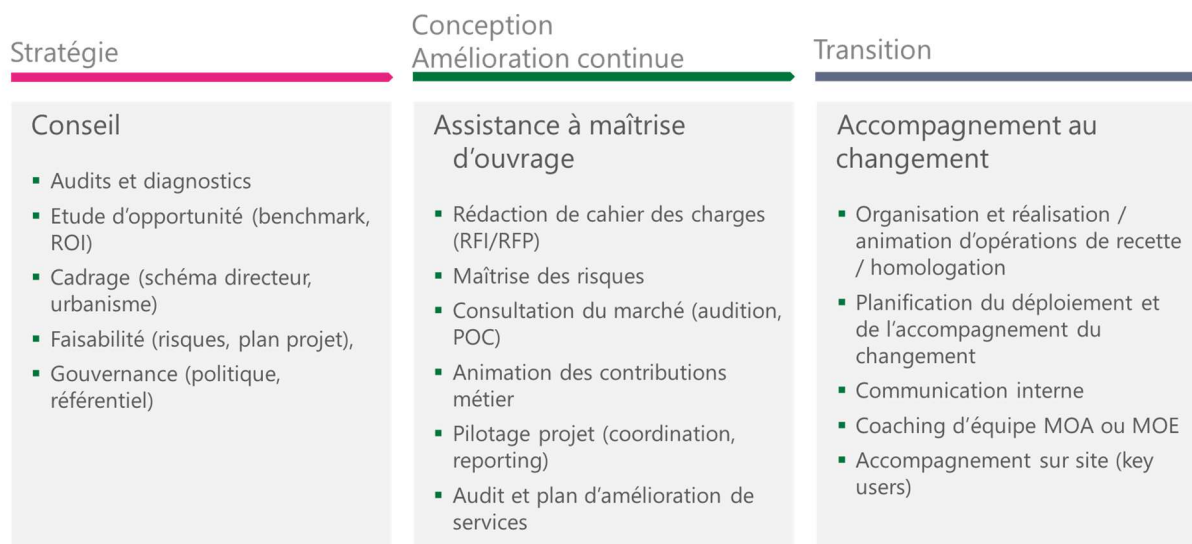 Stratégie
Conseil
▪ Audits et diagnostics
▪ Etude d'opportunité (benchmark,
ROI)
▪ Cadrage (schéma directeur,
urbanisme)
▪ Faisabilité (risques, plan projet),
▪ Gouvernance (politique,
référentiel)
Conception
Amélioration continue
Assistance à maîtrise
d'ouvrage
▪ Rédaction de cahier des charges
(RFI/RFP)
▪ Maîtrise des risques
▪ Consultation du marché (audition,
POC)
▪ Animation des contributions
métier
▪ Pilotage projet (coordination,
reporting)
▪ Audit et plan d'amélioration de
services
Transition
Accompagnement au
changement
▪ Organisation et réalisation /
animation d'opérations de recette
/ homologation
▪ Planification du déploiement et
de l'accompagnement du
changement
▪ Communication interne
▪ Coaching d'équipe MOA ou MOE
▪ Accompagnement sur site (key
users)